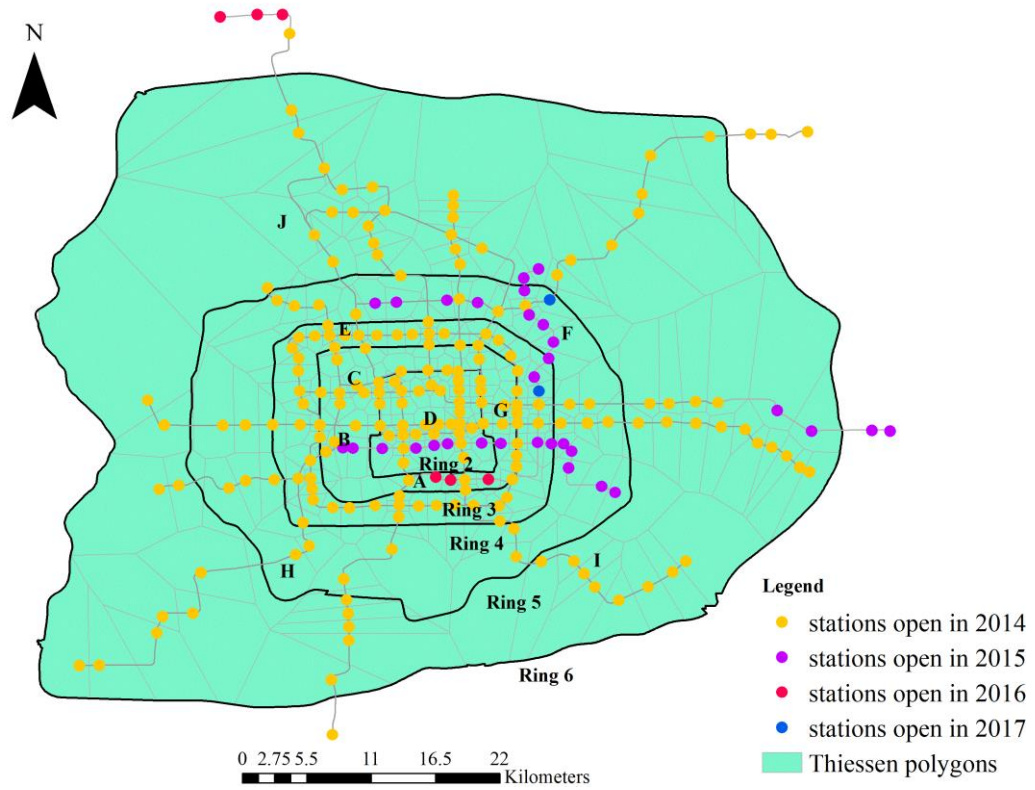 N
J
E
F
C
D
G
B
Ring 2
A
Ring 3
Ring 4
H
I
Ring 5
Ring 6
Legend
stations open in 2014
stations open in 2015
stations open in 2016
stations open in 2017
Thiessen polygons
0 2.75 5.5 11 16.5 22
Kilometers